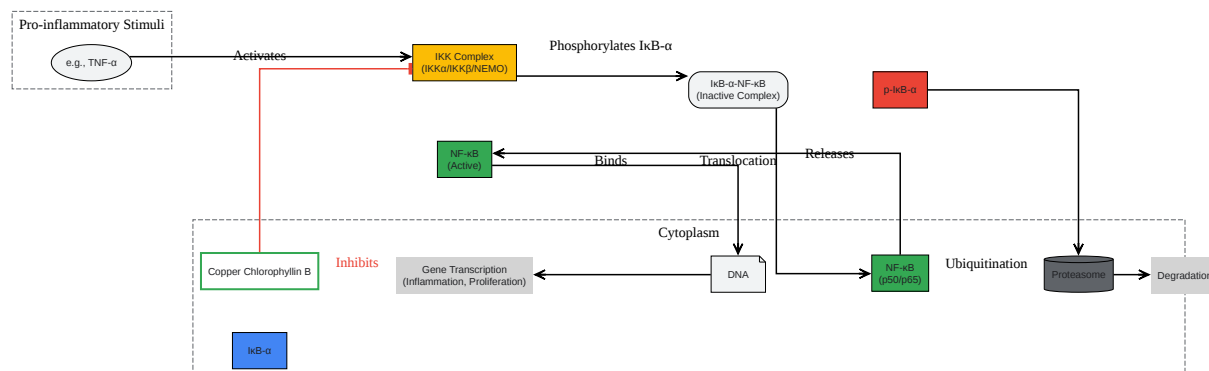 Pro-inflammatory Stimuli
e.g., TNF-α
Activates
IKK Complex
(IKKα/IKKβ/NEMO)
Phosphorylates IκB-α
IκB-α-NF-κB
(Inactive Complex)
p-IκB-α
NF-κB
(Active)
Binds
Translocation
Releases
Cytoplasm
Copper Chlorophyllin B
Inhibits
Gene Transcription
(Inflammation, Proliferation)
DNA
NF-κB
(p50/p65)
Ubiquitination
Proteasome
Degradation
IκB-α